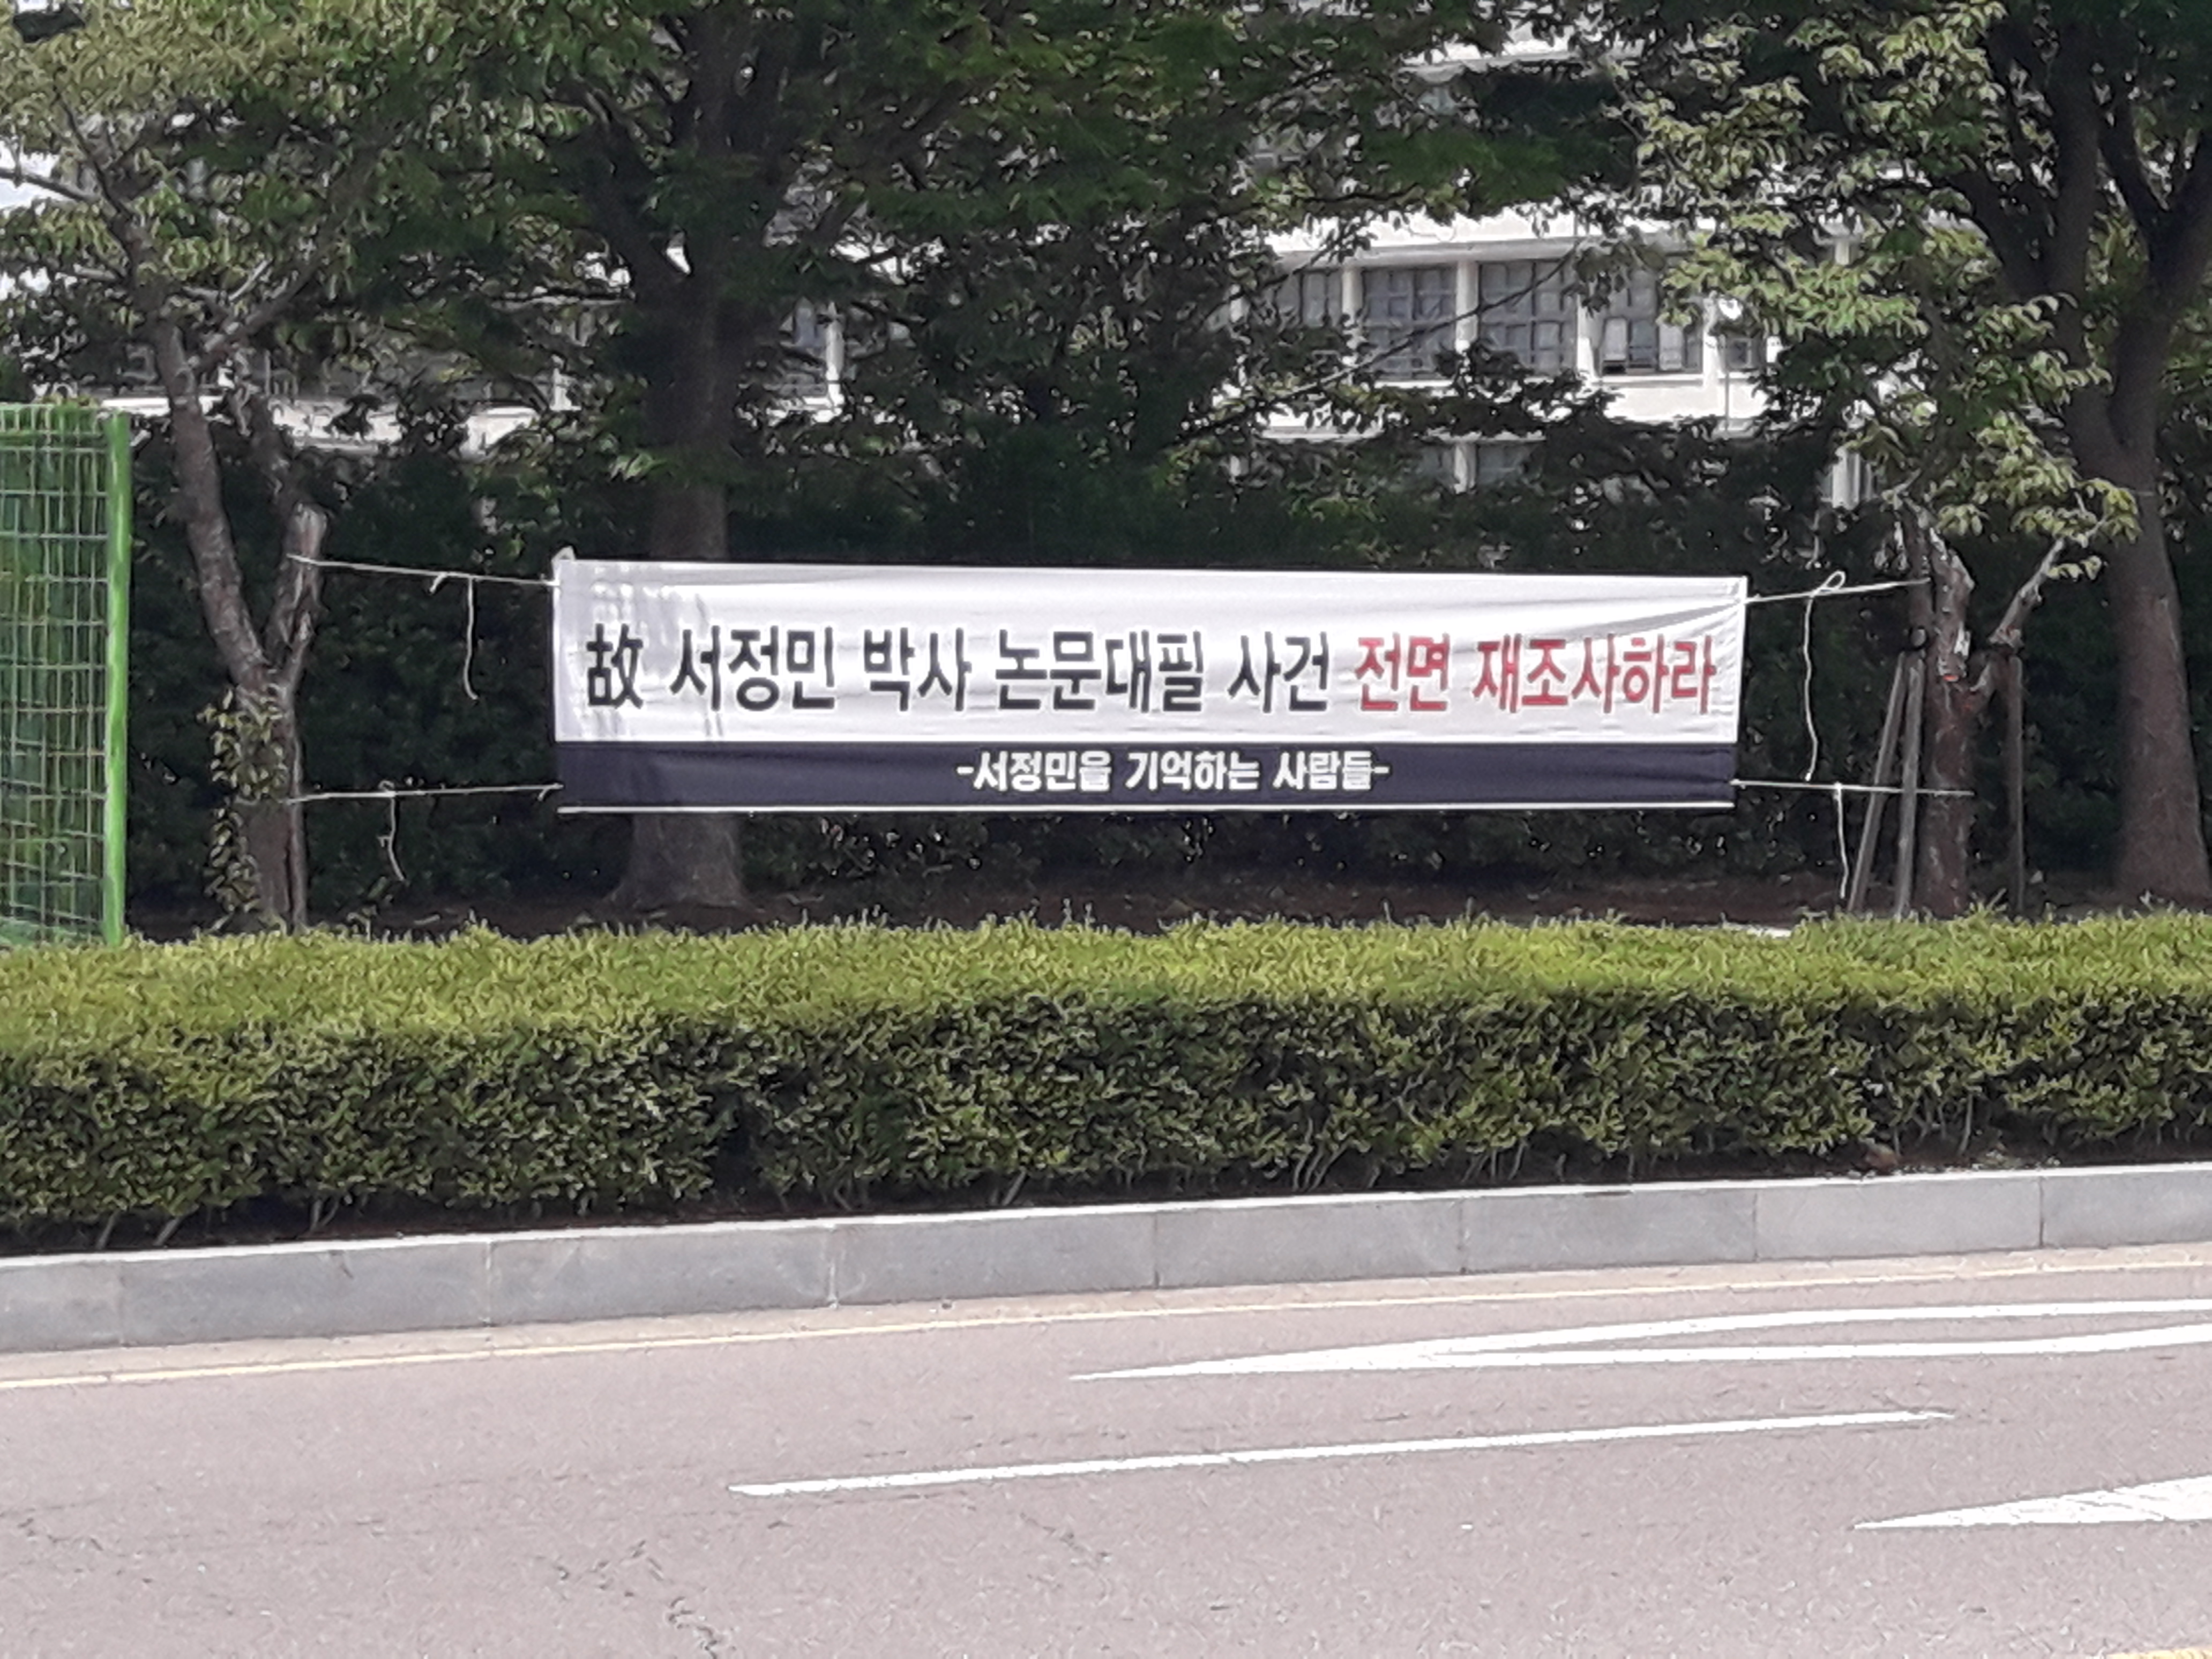 故 서정민 박사 논문대필 사건 전면 재조사하라
-서정민을 기억하는 사람들-